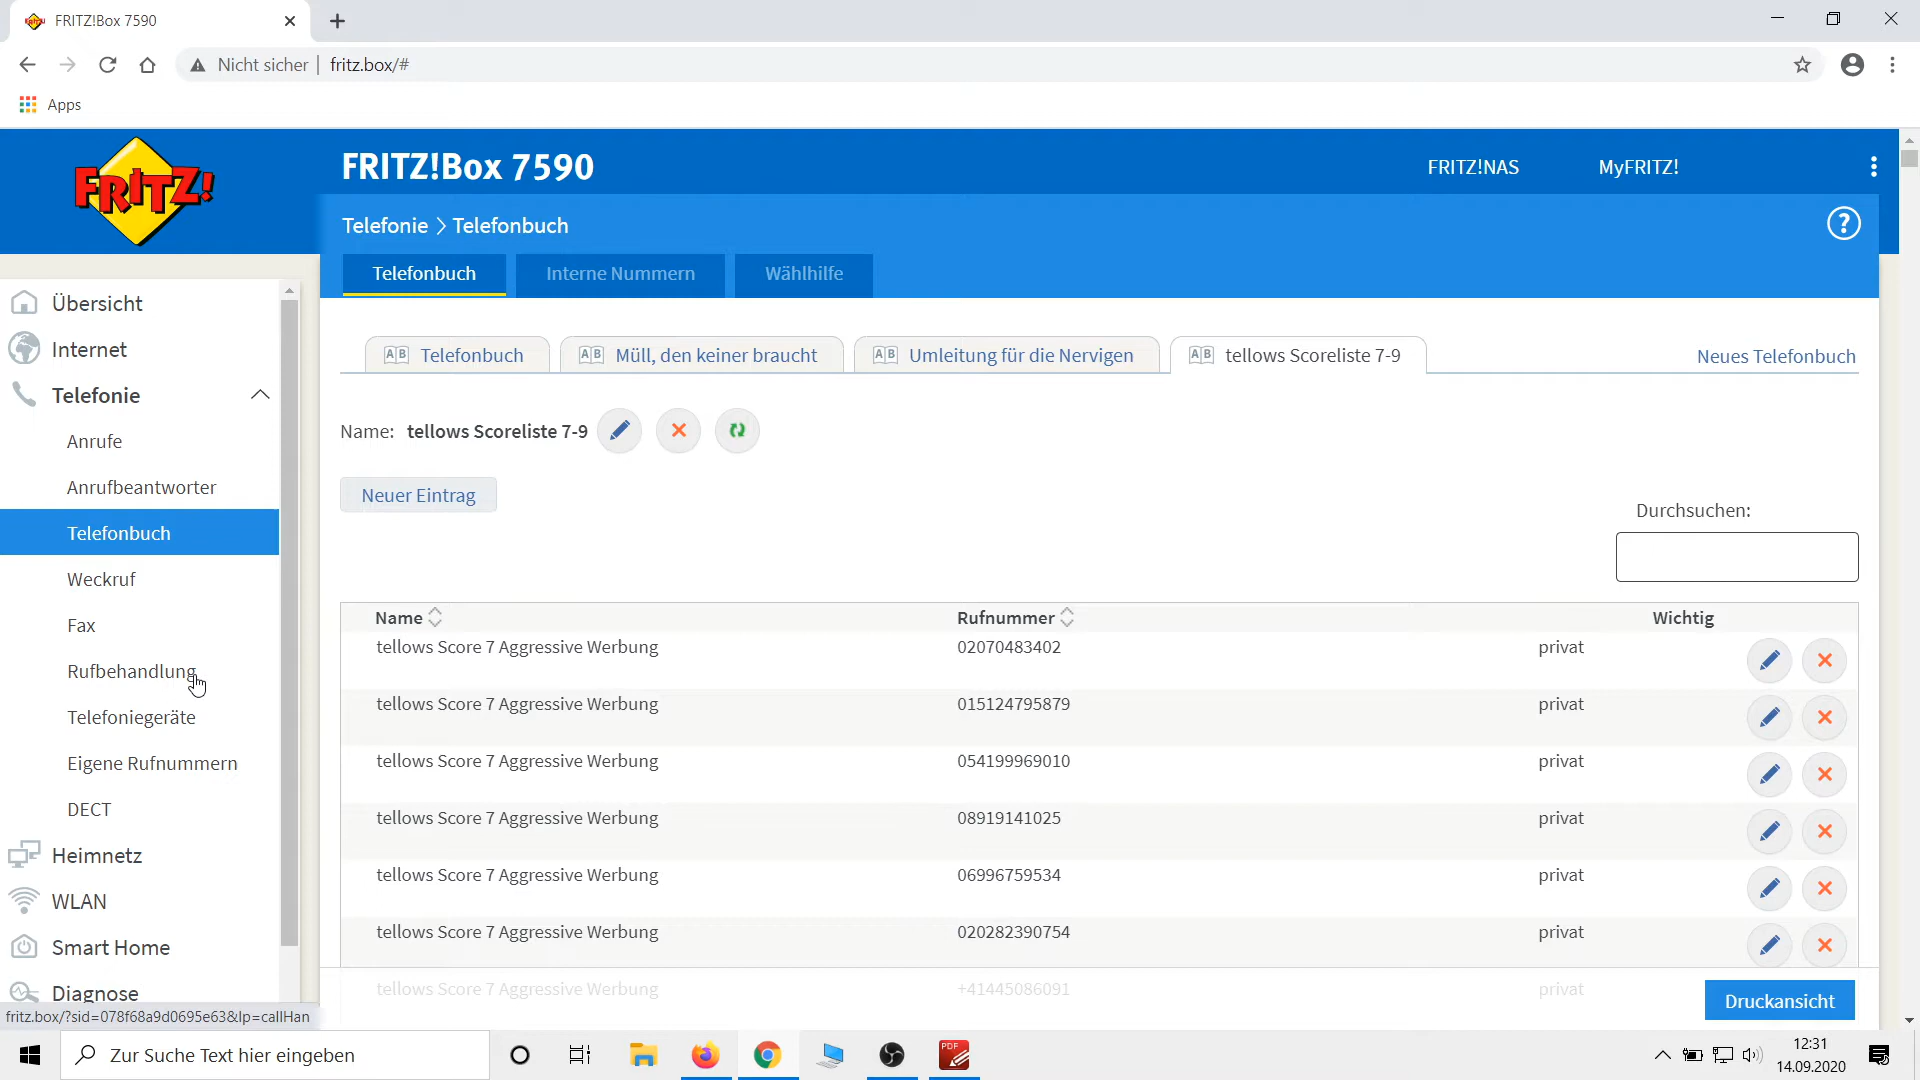 FRITZ!Box 7590
Nicht sicher | fritz.box/#
Apps
FRITZ!
FRITZ!Box 7590
FRITZ!NAS
MyFRITZ!
Telefonie > Telefonbuch
?
Telefonbuch
Interne Nummern
Wählhilfe
Übersicht
Internet
Telefonie
Anrufe
Anrufbeantworter
Telefonbuch
Weckruf
Fax
Rufbehandlung
Telefoniegeräte
Eigene Rufnummern
DECT
Heimnetz
WLAN
Smart Home
Diagnose
A B Telefonbuch
A B Müll, den keiner braucht
A B Umleitung für die Nervigen
A B tellows Scoreliste 7-9
Neues Telefonbuch
Name: tellows Scoreliste 7-9
Neuer Eintrag
Durchsuchen:
Name Rufnummer Wichtig
tellows Score 7 Aggressive Werbung 02070483402 privat
tellows Score 7 Aggressive Werbung 015124795879 privat
tellows Score 7 Aggressive Werbung 054199969010 privat
tellows Score 7 Aggressive Werbung 08919141025 privat
tellows Score 7 Aggressive Werbung 06996759534 privat
tellows Score 7 Aggressive Werbung 020282390754 privat
tellows Score 7 Aggressive Werbung +41445086091 privat
Druckansicht
fritz.box/?sid=078f68a9d0695e63&lp=callHan
Zur Suche Text hier eingeben
PDF
12:31
14.09.2020